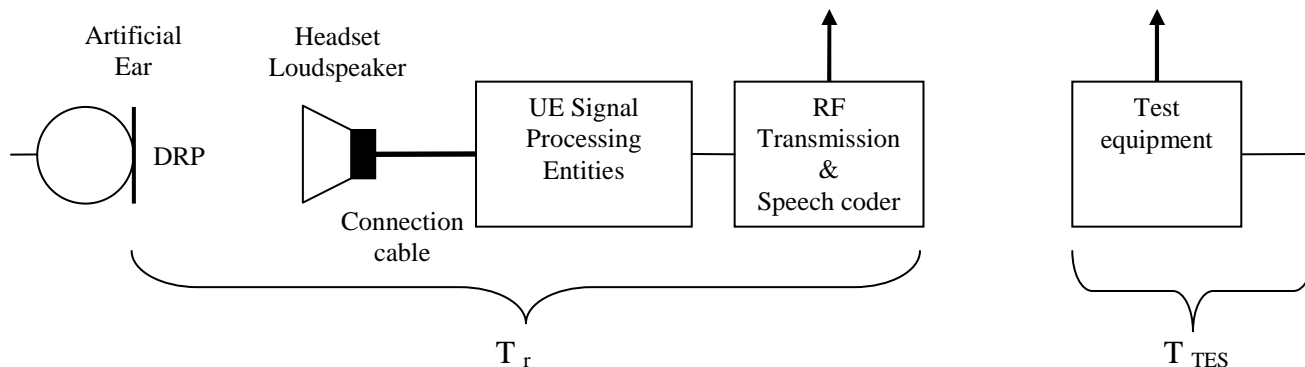 Artificial
Ear
DRP
Headset
Loudspeaker
Connection
cable
UE Signal
Processing
Entities
RF
Transmission
&
Speech coder
Test
equipment
T r
T TES